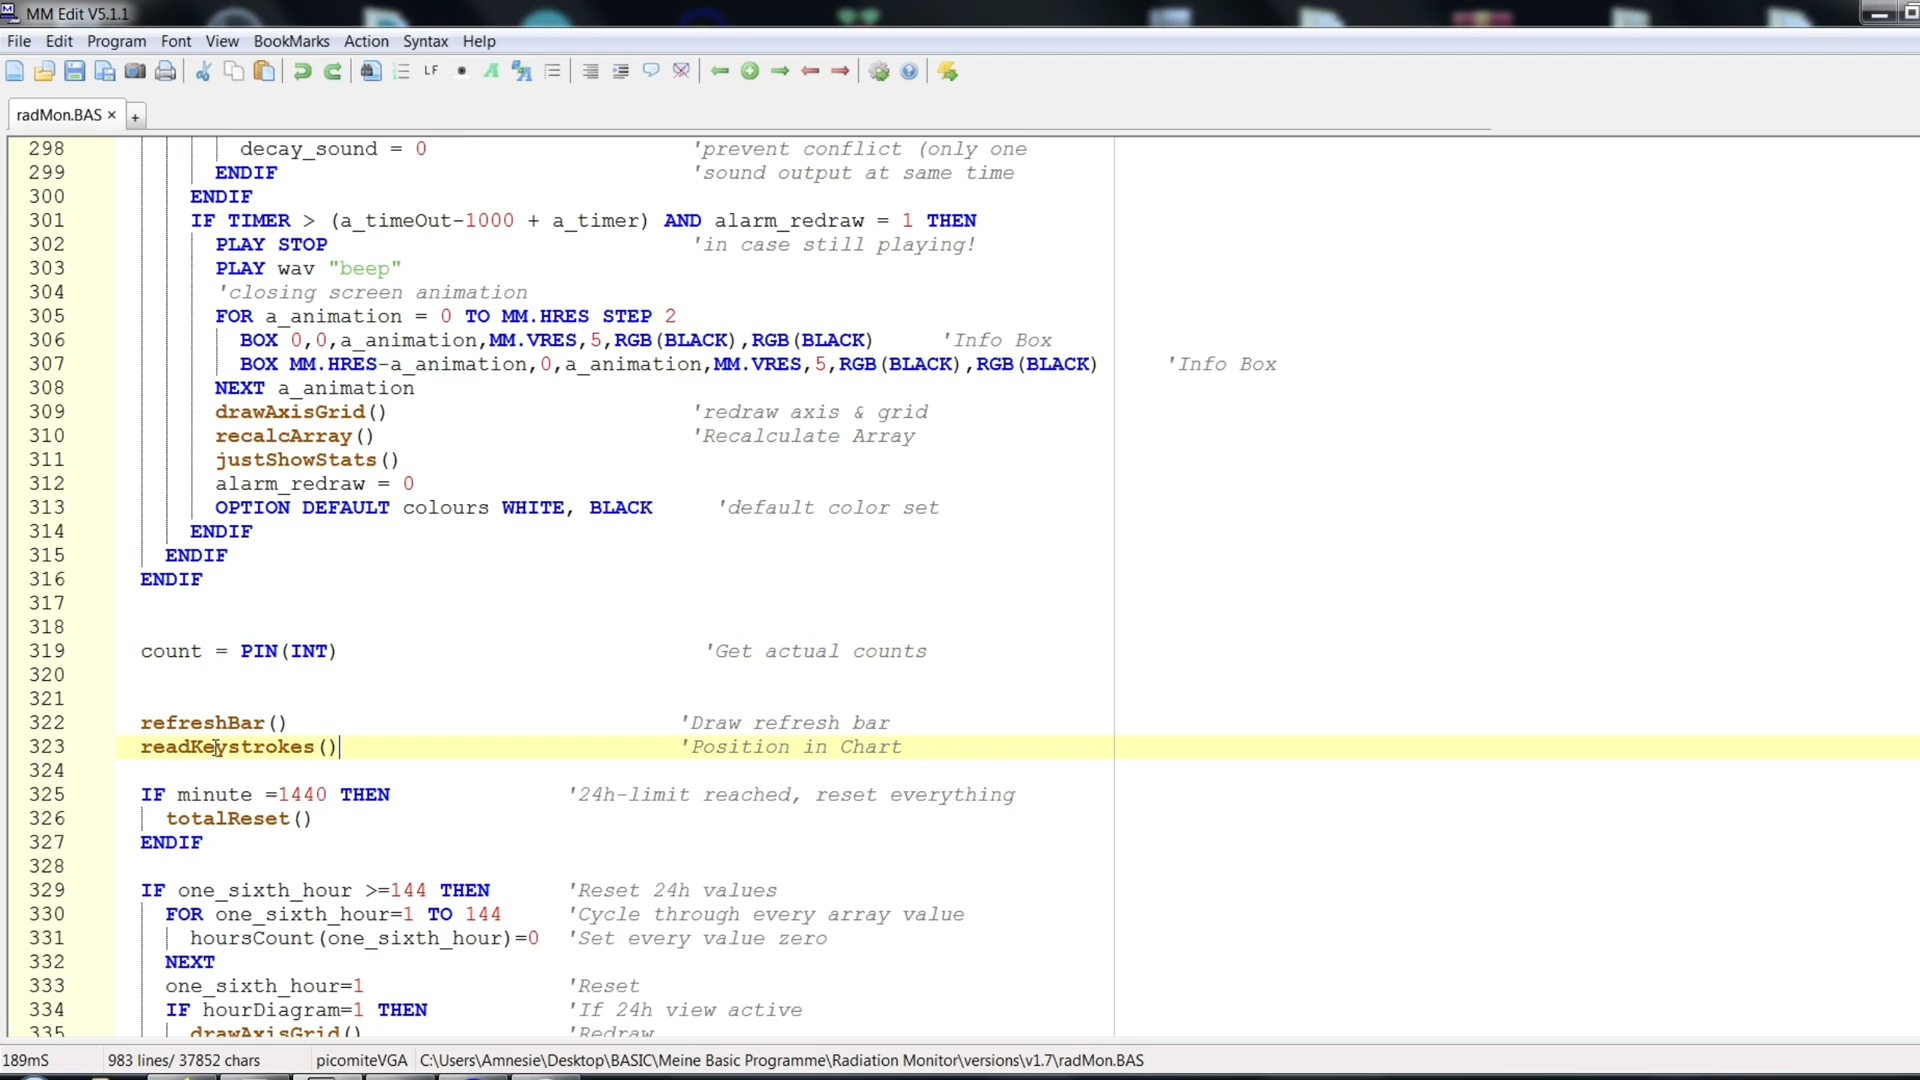 MM Edit V5.1.1
File Edit Program Font View BookMarks Action Syntax Help
LF
radMon.BAS × +
298 decay_sound = 0 'prevent conflict (only one
299 ENDIF 'sound output at same time
300 ENDIF
301 IF TIMER > (a_timeOut-1000 + a_timer) AND alarm_redraw = 1 THEN
302 PLAY STOP 'in case still playing!
303 PLAY wav "beep"
304 'closing screen animation
305 FOR a_animation = 0 TO MM.HRES STEP 2
306 BOX 0,0,a_animation,MM.VRES,5,RGB(BLACK),RGB(BLACK) 'Info Box
307 BOX MM.HRES-a_animation,0,a_animation,MM.VRES,5,RGB(BLACK),RGB(BLACK) 'Info Box
308 NEXT a_animation
309 drawAxisGrid() 'redraw axis & grid
310 recalcArray() 'Recalculate Array
311 justShowStats()
312 alarm_redraw = 0
313 OPTION DEFAULT colours WHITE, BLACK 'default color set
314 ENDIF
315 ENDIF
316 ENDIF
317
318
319 count = PIN(INT) 'Get actual counts
320
321
322 refreshBar() 'Draw refresh bar
323 readKeystrokes() 'Position in Chart
324
325 IF minute =1440 THEN '24h-limit reached, reset everything
326 totalReset()
327 ENDIF
328
329 IF one_sixth_hour >=144 THEN 'Reset 24h values
330 FOR one_sixth_hour=1 TO 144 'Cycle through every array value
331 hoursCount(one_sixth_hour)=0 'Set every value zero
332 NEXT
333 one_sixth_hour=1 'Reset
334 IF hourDiagram=1 THEN 'If 24h view active
335 drawAxisGrid() 'Redraw
189mS 983 lines/ 37852 chars picomiteVGA C:\Users\Amnesie\Desktop\BASIC\Meine Basic Programme\Radiation Monitor\versions\v1.7\radMon.BAS